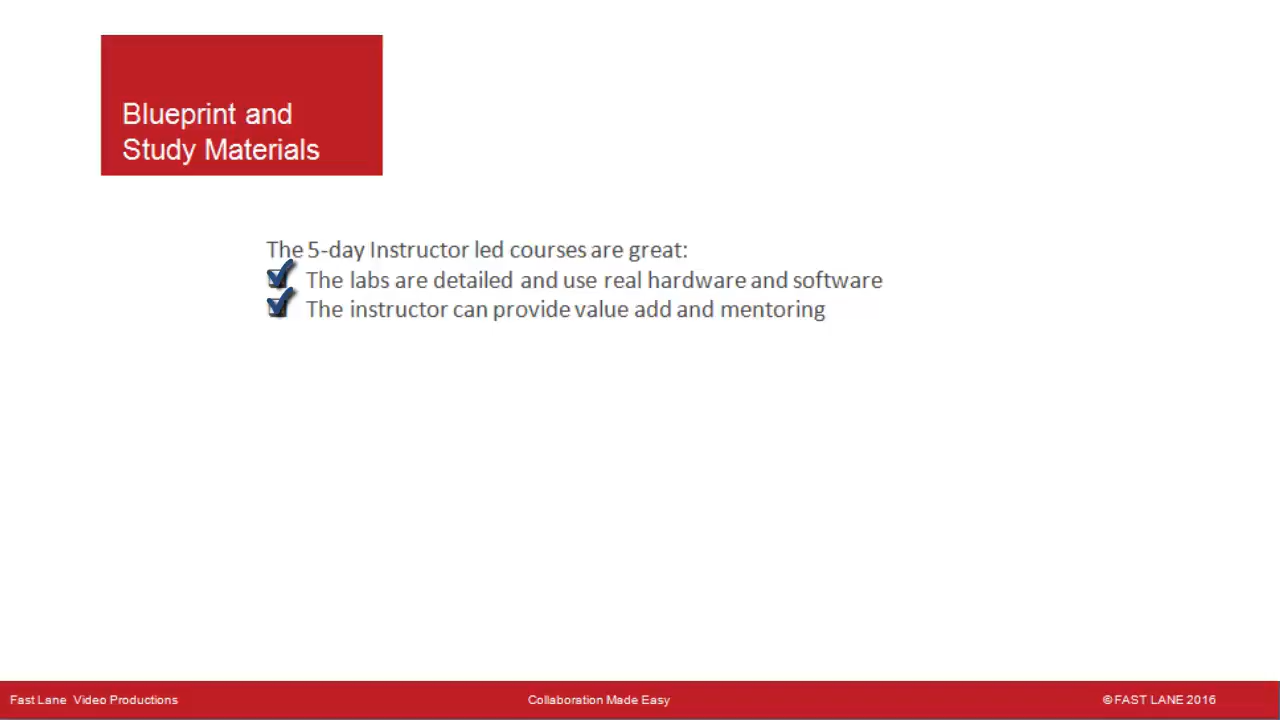 Blueprint and
Study Materials
The 5-day Instructor led courses are great:
The labs are detailed and use real hardware and software
The instructor can provide value add and mentoring
Fast Lane Video Productions
Collaboration Made Easy
© FAST LANE 2016